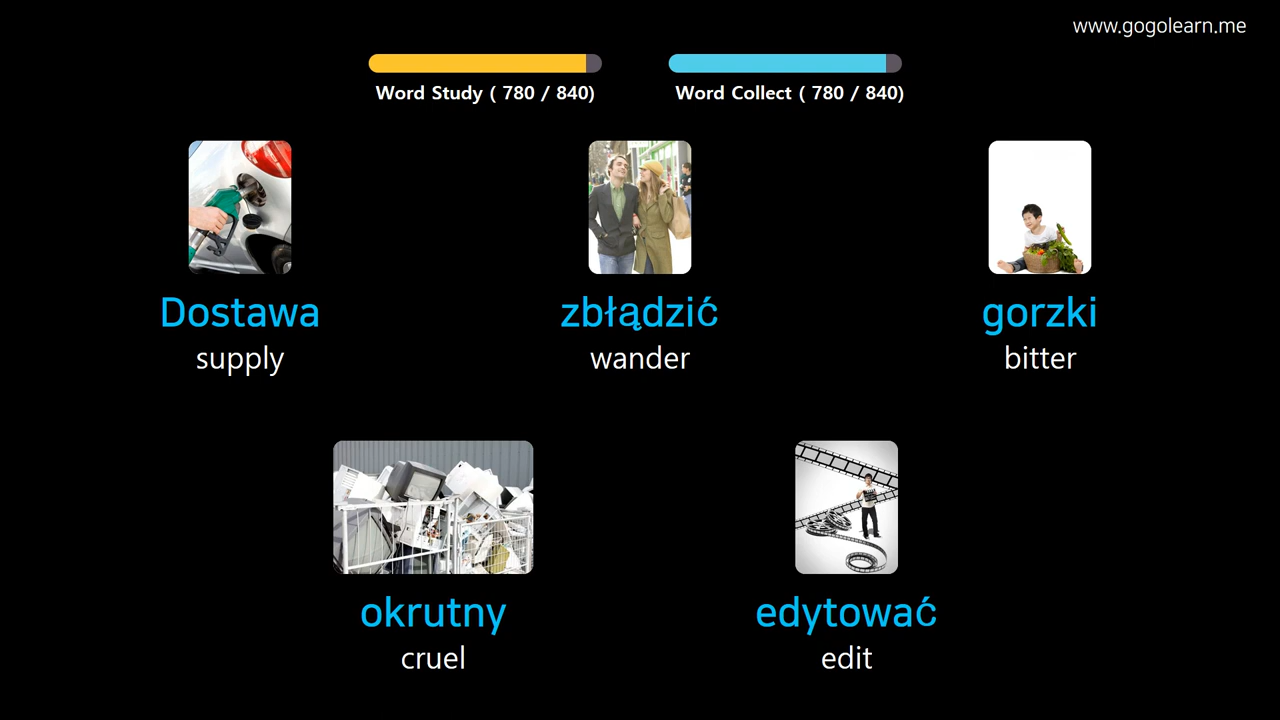 www.gogolearn.me
Word Study ( 780 / 840)
Word Collect ( 780 / 840)
Dostawa
supply
zbłądzić
wander
gorzki
bitter
okrutny
cruel
edytować
edit